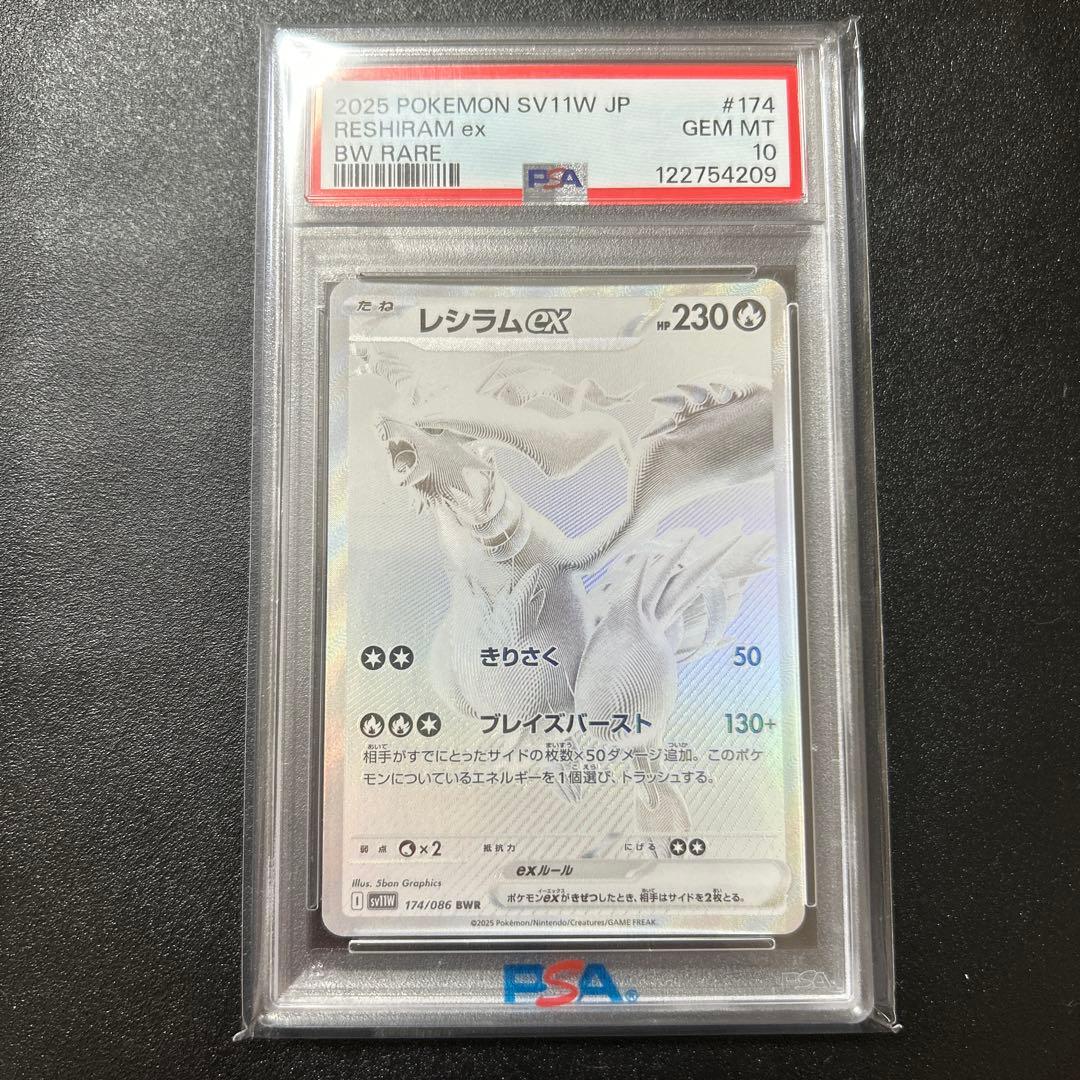 2025 POKEMON SV11W JP #174
RESHIRAM ex GEM MT
BW RARE 10
PSA 122754209
たね レシラムex HP230
きりさく 50
ブレイズバースト 130+
相手がすでにとったサイドの枚数×50ダメージ追加。このポケ
モンについているエネルギーを1個選び、トラッシュする。
弱点 ×2 抵抗力 にげる
exルール
ポケモンexがきぜつしたとき、相手はサイドを2枚とる。
Illus. 5ban Graphics
I sv11W 174/086 BWR
©2025 Pokémon/Nintendo/Creatures/GAME FREAK.
PSA®
PSA